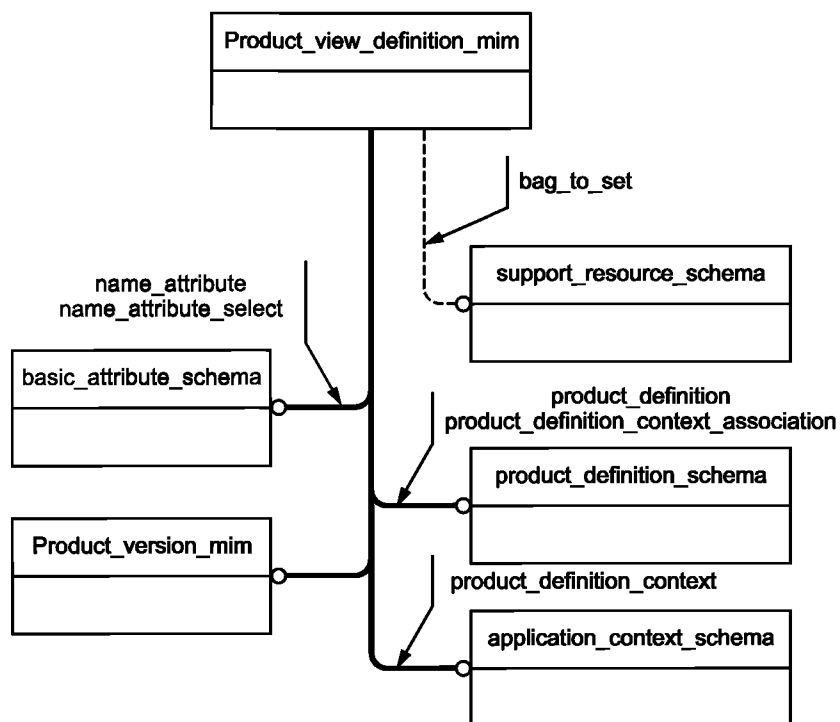 Product_view_definition_mim
bag_to_set
support_resource_schema
name_attribute
name_attribute_select
basic_attribute_schema
product_definition
product_definition_context_association
product_definition_schema
Product_version_mim
product_definition_context
application_context_schema